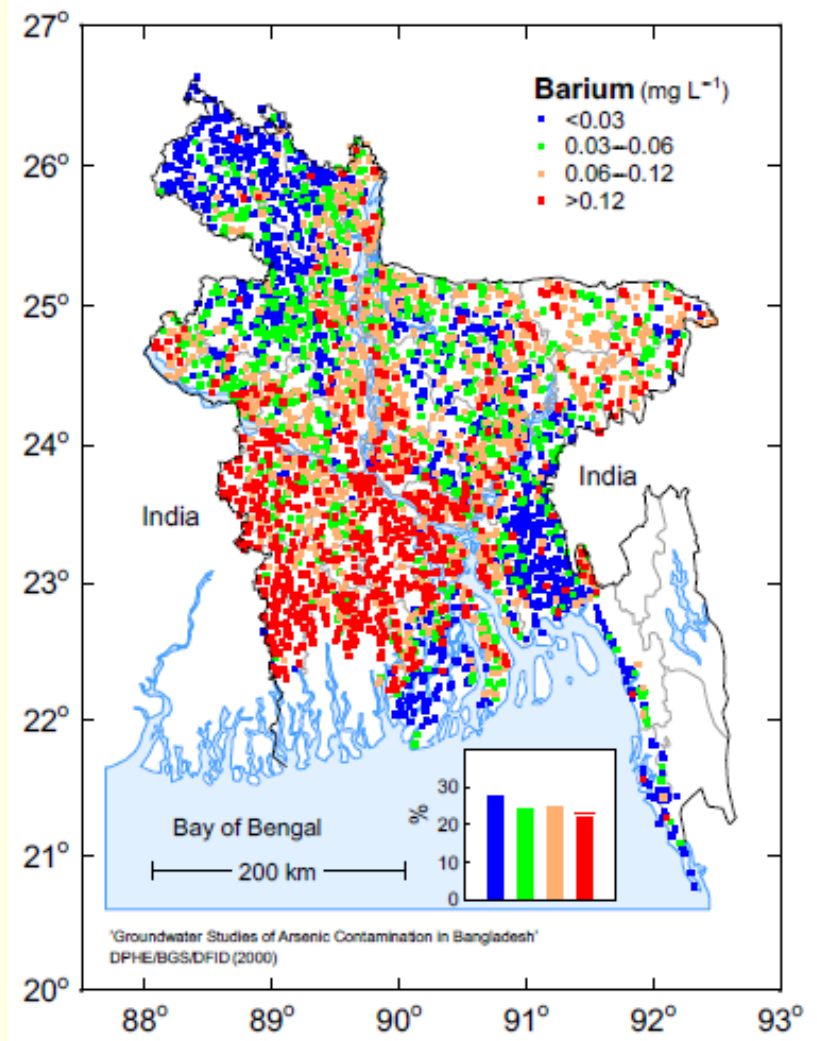 27°
Barium (mg L⁻¹)
<0.03
0.03–0.06
0.06–0.12
>0.12
26°
25°
24°
India
India
23°
22°
30
20
10
0
%
Bay of Bengal
200 km
21°
'Groundwater Studies of Arsenic Contamination in Bangladesh'
DPHE/BGS/DFID (2000)
20°
88° 89° 90° 91° 92° 93°